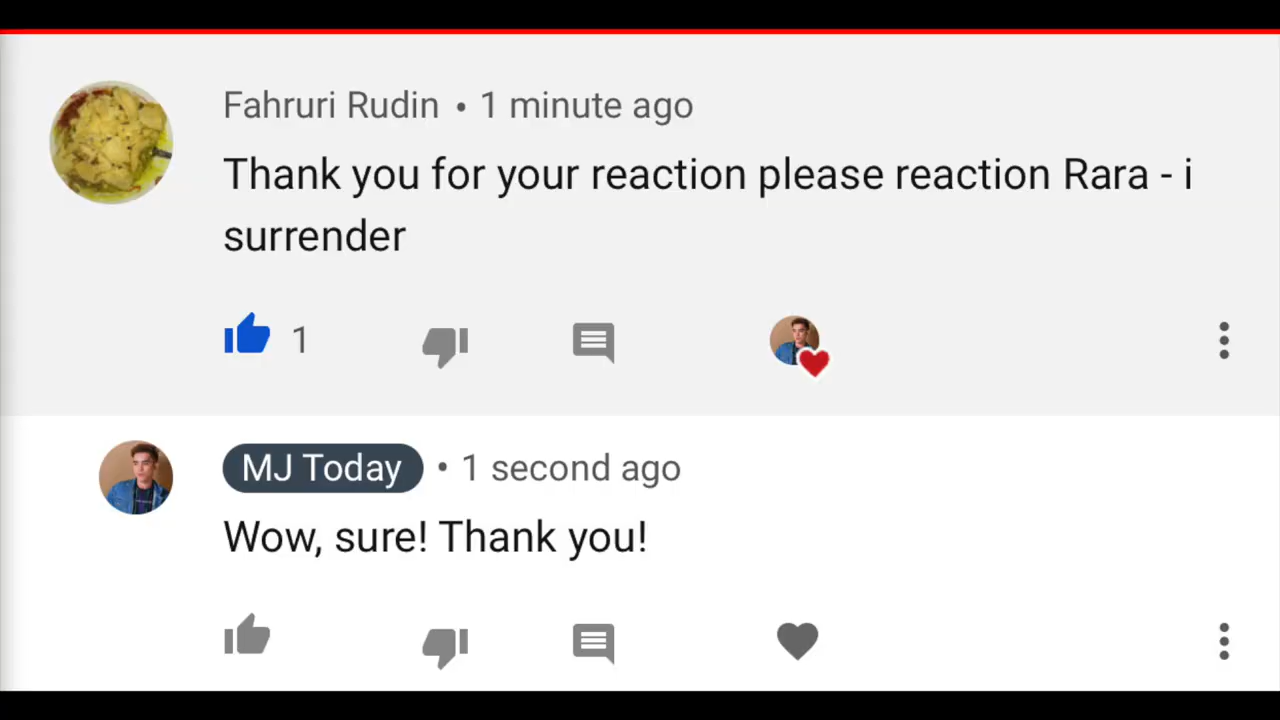 Fahruri Rudin • 1 minute ago
Thank you for your reaction please reaction Rara - i
surrender
1
MJ Today • 1 second ago
Wow, sure! Thank you!